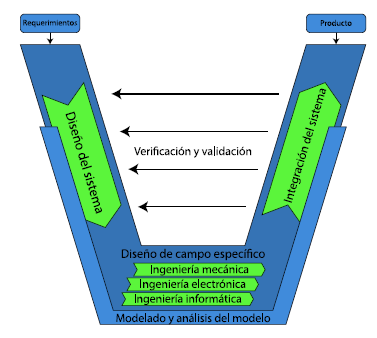 Requerimientos
Producto
Diseño del sistema
Integración del sistema
Verificación y validación
Diseño de campo específico
Ingeniería mecánica
Ingeniería electrónica
Ingeniería informática
Modelado y análisis del modelo